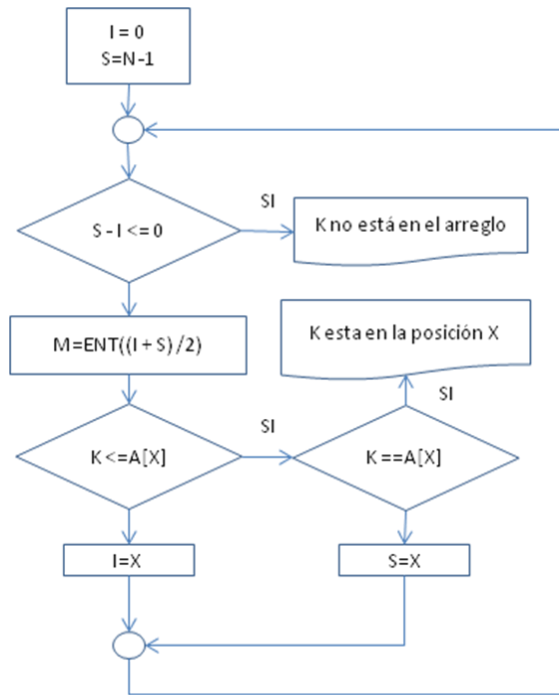 I = 0
S=N-1
S - I <= 0
SI
K no está en el arreglo
M=ENT((I + S) /2)
K esta en la posición X
SI
K <=A[X]
SI
K ==A[X]
I=X
S=X